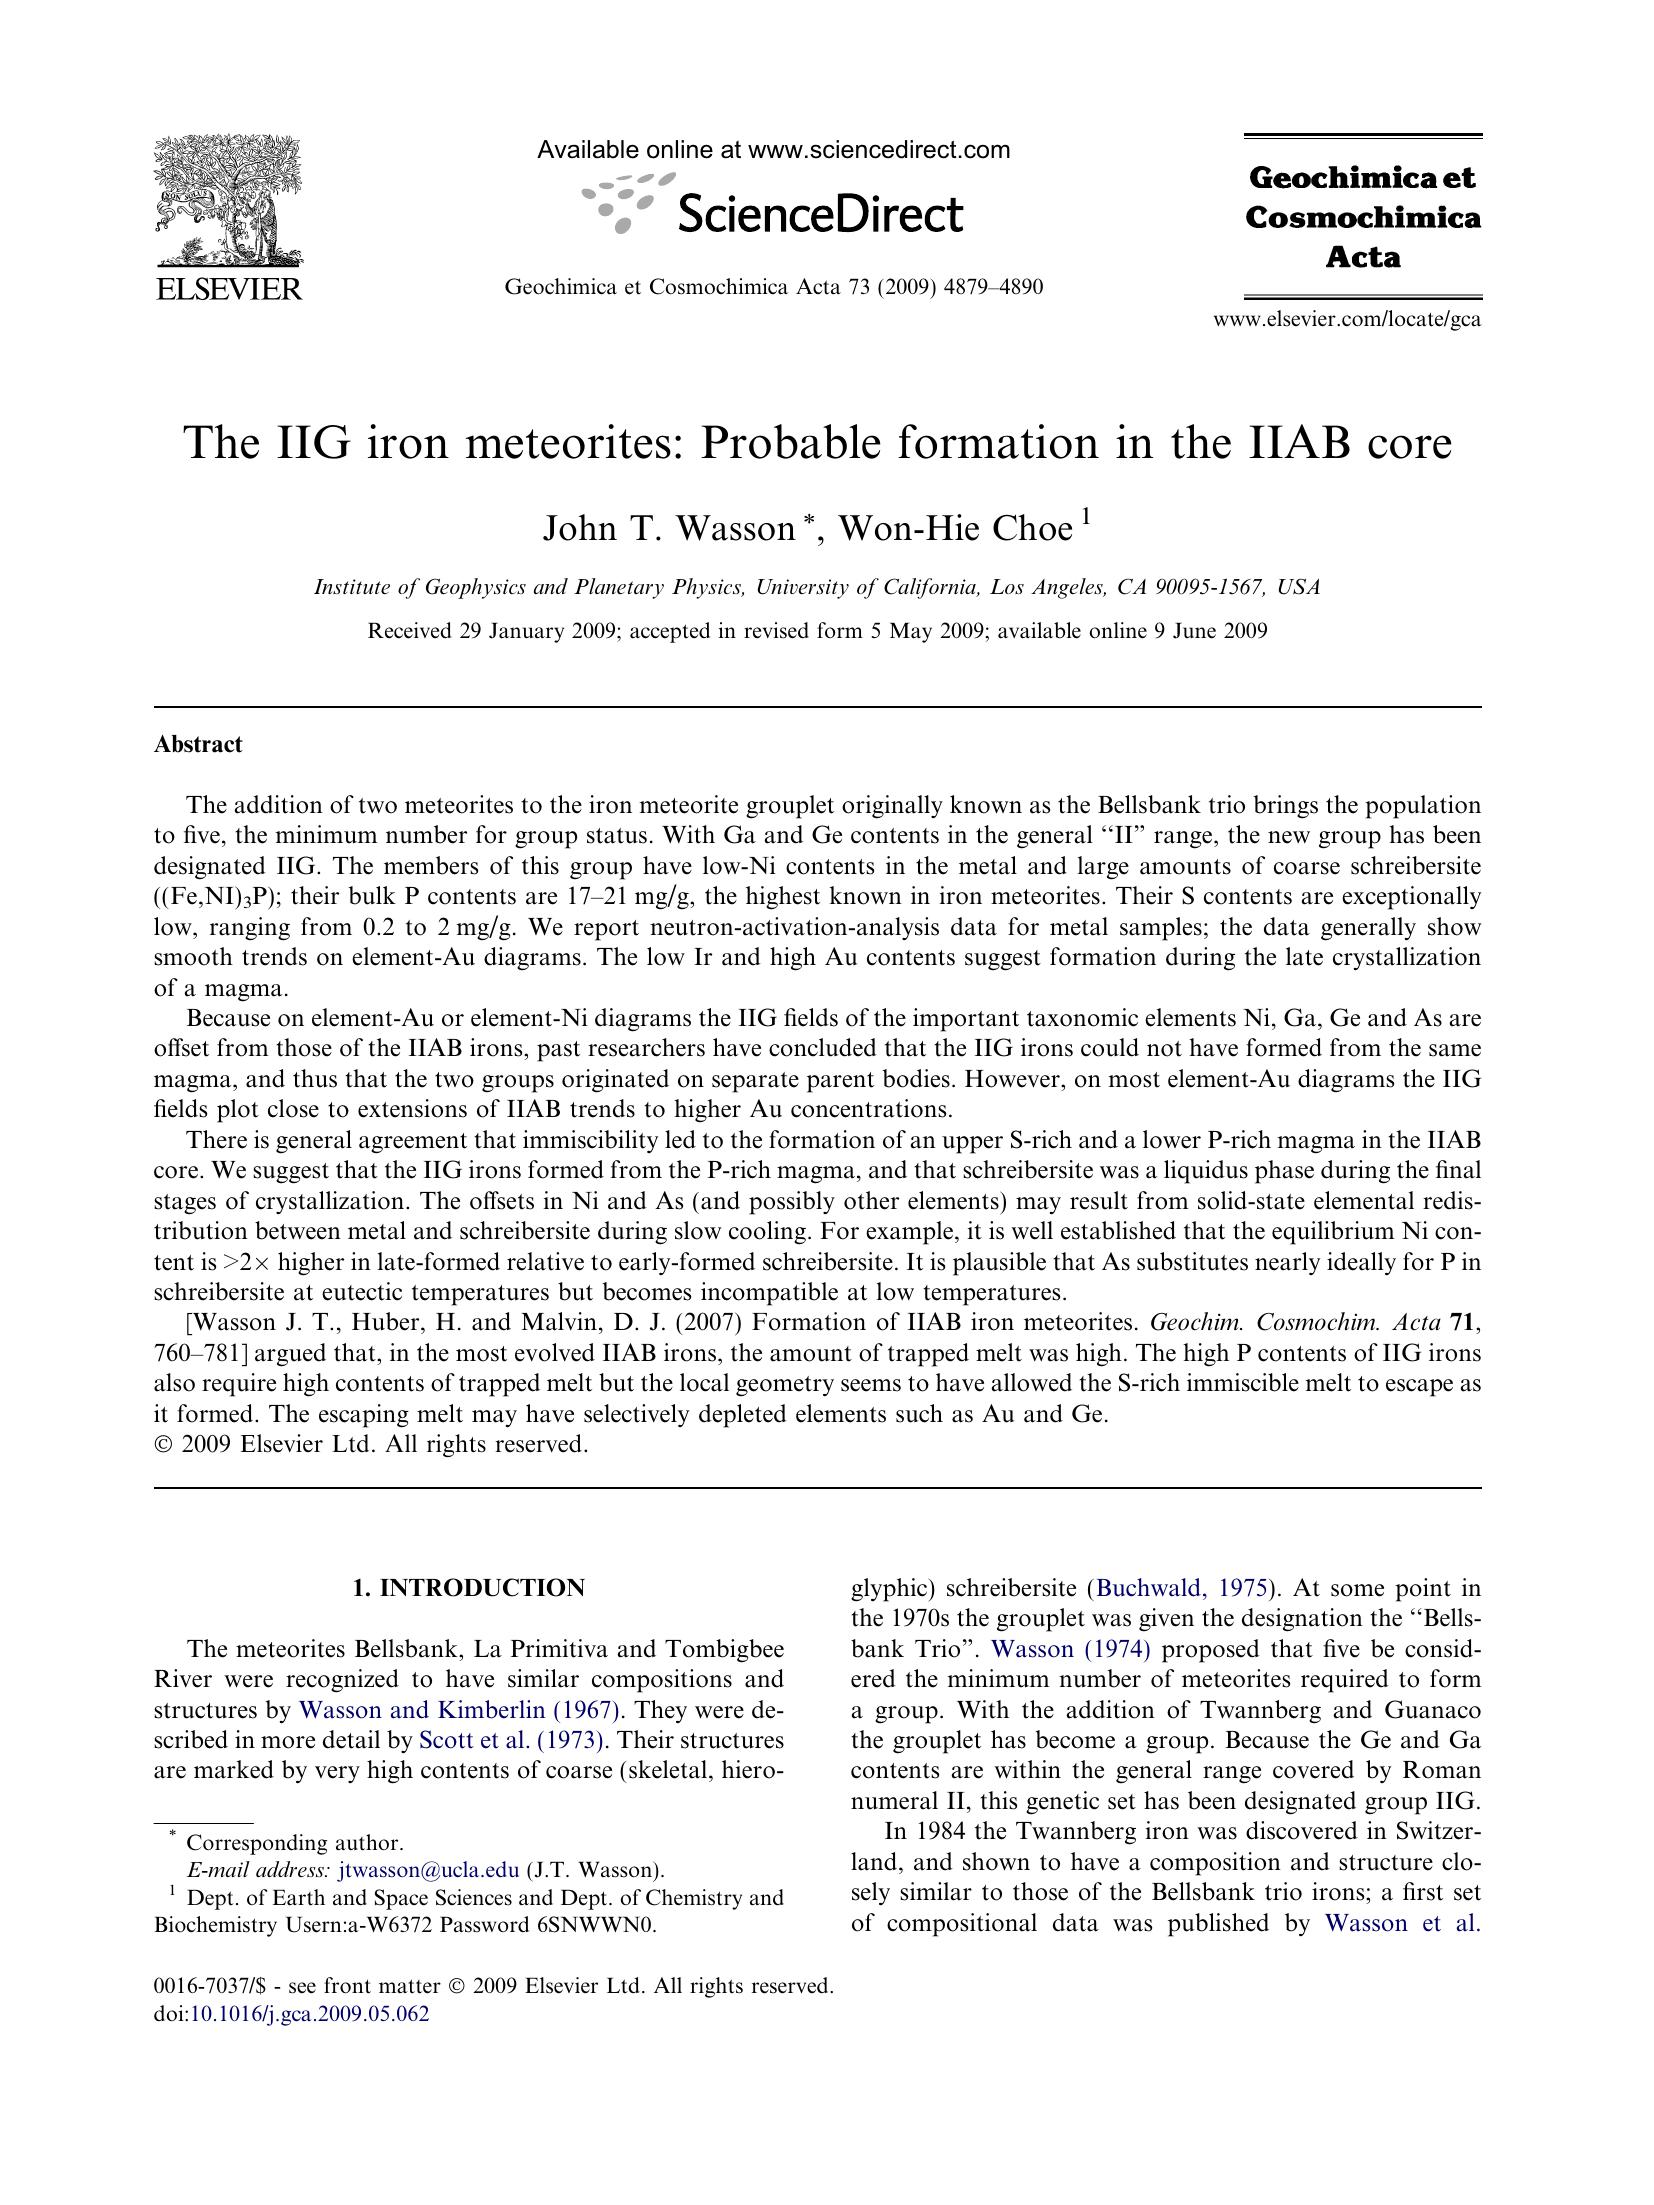 NON SOLUS
ELSEVIER
Available online at www.sciencedirect.com
ScienceDirect
Geochimica et Cosmochimica Acta 73 (2009) 4879–4890
Geochimica et
Cosmochimica
Acta
www.elsevier.com/locate/gca
The IIG iron meteorites: Probable formation in the IIAB core
John T. Wasson *, Won-Hie Choe 1
Institute of Geophysics and Planetary Physics, University of California, Los Angeles, CA 90095-1567, USA
Received 29 January 2009; accepted in revised form 5 May 2009; available online 9 June 2009
Abstract
The addition of two meteorites to the iron meteorite grouplet originally known as the Bellsbank trio brings the population
to five, the minimum number for group status. With Ga and Ge contents in the general “II” range, the new group has been
designated IIG. The members of this group have low-Ni contents in the metal and large amounts of coarse schreibersite
((Fe,NI)3P); their bulk P contents are 17–21 mg/g, the highest known in iron meteorites. Their S contents are exceptionally
low, ranging from 0.2 to 2 mg/g. We report neutron-activation-analysis data for metal samples; the data generally show
smooth trends on element-Au diagrams. The low Ir and high Au contents suggest formation during the late crystallization
of a magma.
Because on element-Au or element-Ni diagrams the IIG fields of the important taxonomic elements Ni, Ga, Ge and As are
offset from those of the IIAB irons, past researchers have concluded that the IIG irons could not have formed from the same
magma, and thus that the two groups originated on separate parent bodies. However, on most element-Au diagrams the IIG
fields plot close to extensions of IIAB trends to higher Au concentrations.
There is general agreement that immiscibility led to the formation of an upper S-rich and a lower P-rich magma in the IIAB
core. We suggest that the IIG irons formed from the P-rich magma, and that schreibersite was a liquidus phase during the final
stages of crystallization. The offsets in Ni and As (and possibly other elements) may result from solid-state elemental redis-
tribution between metal and schreibersite during slow cooling. For example, it is well established that the equilibrium Ni con-
tent is >2× higher in late-formed relative to early-formed schreibersite. It is plausible that As substitutes nearly ideally for P in
schreibersite at eutectic temperatures but becomes incompatible at low temperatures.
[Wasson J. T., Huber, H. and Malvin, D. J. (2007) Formation of IIAB iron meteorites. Geochim. Cosmochim. Acta 71,
760–781] argued that, in the most evolved IIAB irons, the amount of trapped melt was high. The high P contents of IIG irons
also require high contents of trapped melt but the local geometry seems to have allowed the S-rich immiscible melt to escape as
it formed. The escaping melt may have selectively depleted elements such as Au and Ge.
© 2009 Elsevier Ltd. All rights reserved.
1. INTRODUCTION
The meteorites Bellsbank, La Primitiva and Tombigbee
River were recognized to have similar compositions and
structures by Wasson and Kimberlin (1967). They were de-
scribed in more detail by Scott et al. (1973). Their structures
are marked by very high contents of coarse (skeletal, hiero-
* Corresponding author.
E-mail address: jtwasson@ucla.edu (J.T. Wasson).
1 Dept. of Earth and Space Sciences and Dept. of Chemistry and
Biochemistry Usern:a-W6372 Password 6SNWWN0.
glyphic) schreibersite (Buchwald, 1975). At some point in
the 1970s the grouplet was given the designation the “Bells-
bank Trio”. Wasson (1974) proposed that five be consid-
ered the minimum number of meteorites required to form
a group. With the addition of Twannberg and Guanaco
the grouplet has become a group. Because the Ge and Ga
contents are within the general range covered by Roman
numeral II, this genetic set has been designated group IIG.
In 1984 the Twannberg iron was discovered in Switzer-
land, and shown to have a composition and structure clo-
sely similar to those of the Bellsbank trio irons; a first set
of compositional data was published by Wasson et al.
0016-7037/$ - see front matter © 2009 Elsevier Ltd. All rights reserved.
doi:10.1016/j.gca.2009.05.062